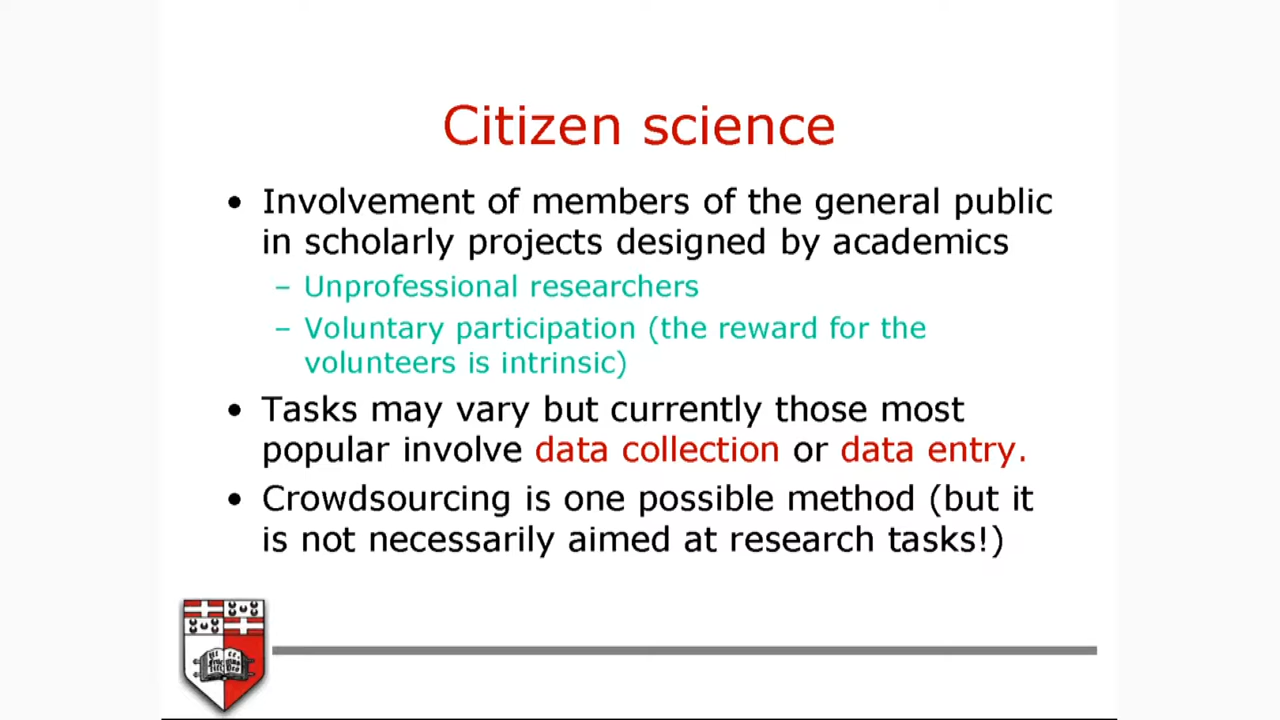 Citizen science
• Involvement of members of the general public
in scholarly projects designed by academics
– Unprofessional researchers
– Voluntary participation (the reward for the
volunteers is intrinsic)
• Tasks may vary but currently those most
popular involve data collection or data entry.
• Crowdsourcing is one possible method (but it
is not necessarily aimed at research tasks!)